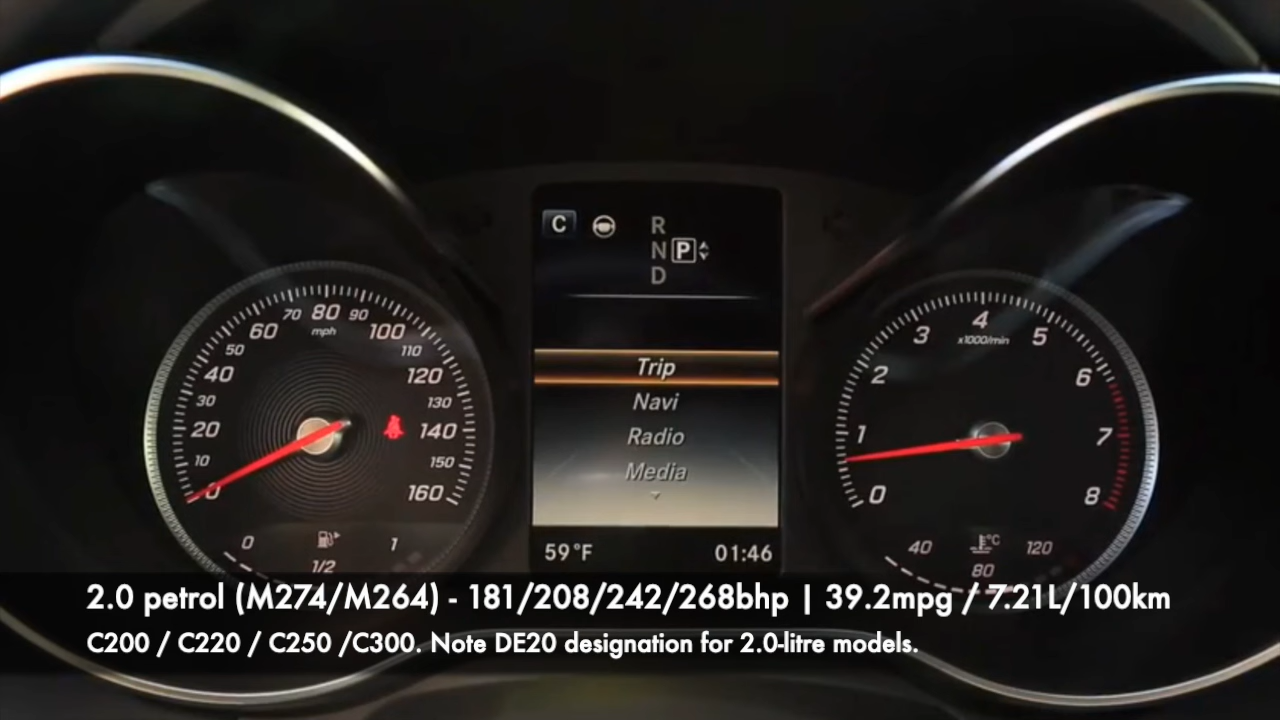 C
R
N P
D
Trip
Navi
Radio
Media
59°F 01:46
0
10
20
30
40
50
60
70
80
90
100
110
120
130
140
150
160
mph
0
1/2
1
0
1
2
3
4
5
6
7
8
x1000/min
40
80
120
°C
2.0 petrol (M274/M264) - 181/208/242/268bhp | 39.2mpg / 7.21L/100km
C200 / C220 / C250 /C300. Note DE20 designation for 2.0-litre models.